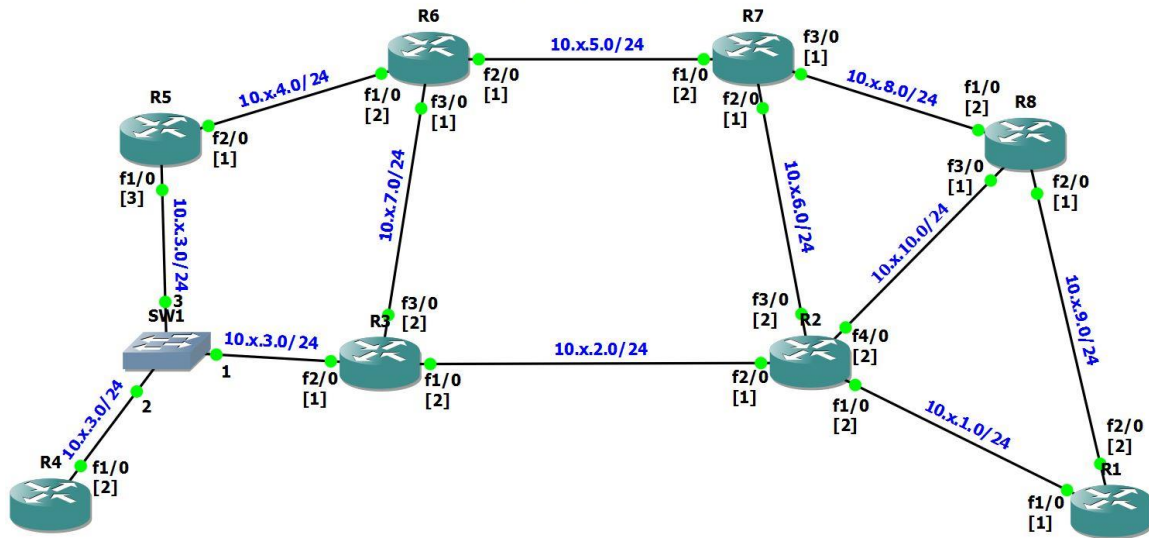 R6
R7
10.x.5.0/24
f3/0
[1]
f2/0
[1]
f1/0
[2]
10.x.4.0/24
f1/0
[2]
f3/0
[1]
f2/0
[1]
10.x.8.0/24
f1/0
[2]
R8
R5
f2/0
[1]
f1/0
[3]
10.x.7.0/24
10.x.6.0/24
f3/0
[1]
f2/0
[1]
10.x.3.0/24
10.x.10.0/24
3
SW1
10.x.3.0/24
1
2
R3
f3/0
[2]
f2/0
[1]
f1/0
[2]
10.x.2.0/24
f3/0
[2]
R2
f4/0
[2]
f2/0
[1]
f1/0
[2]
10.x.9.0/24
10.x.1.0/24
10.x.3.0/24
R4
f1/0
[2]
f2/0
[2]
R1
f1/0
[1]